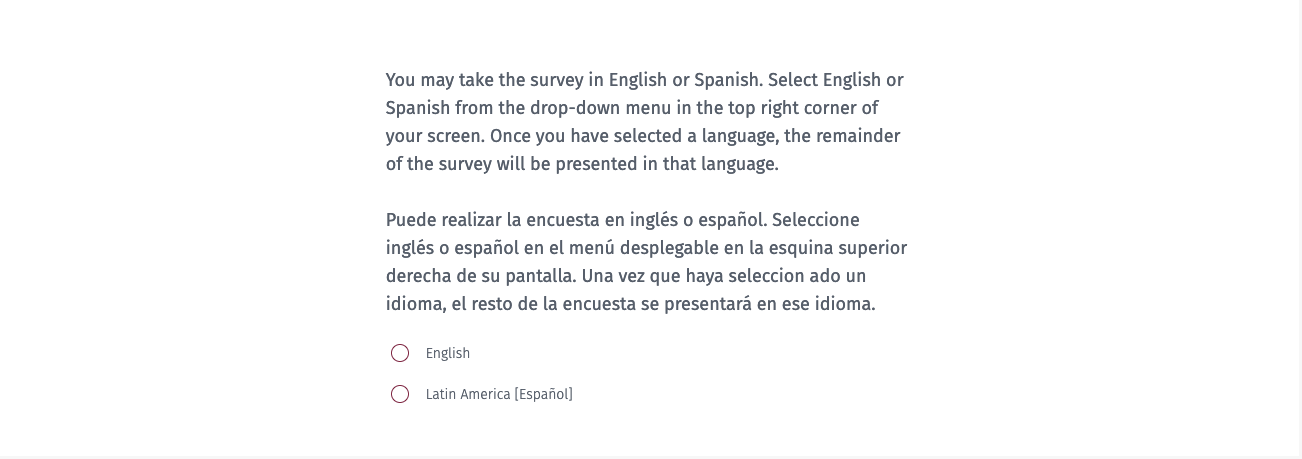 You may take the survey in English or Spanish. Select English or
Spanish from the drop-down menu in the top right corner of
your screen. Once you have selected a language, the remainder
of the survey will be presented in that language.
Puede realizar la encuesta en inglés o español. Seleccione
inglés o español en el menú desplegable en la esquina superior
derecha de su pantalla. Una vez que haya seleccion ado un
idioma, el resto de la encuesta se presentará en ese idioma.
English
Latin America [Español]